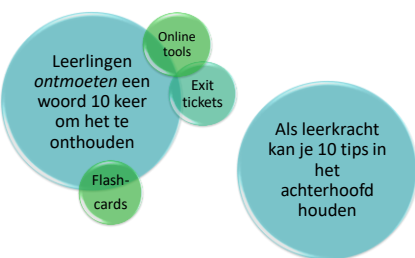 Leerlingen
ontmoeten een
woord 10 keer
om het te
onthouden
Online
tools
Exit
tickets
Flash-
cards
Als leerkracht
kan je 10 tips in
het
achterhoofd
houden